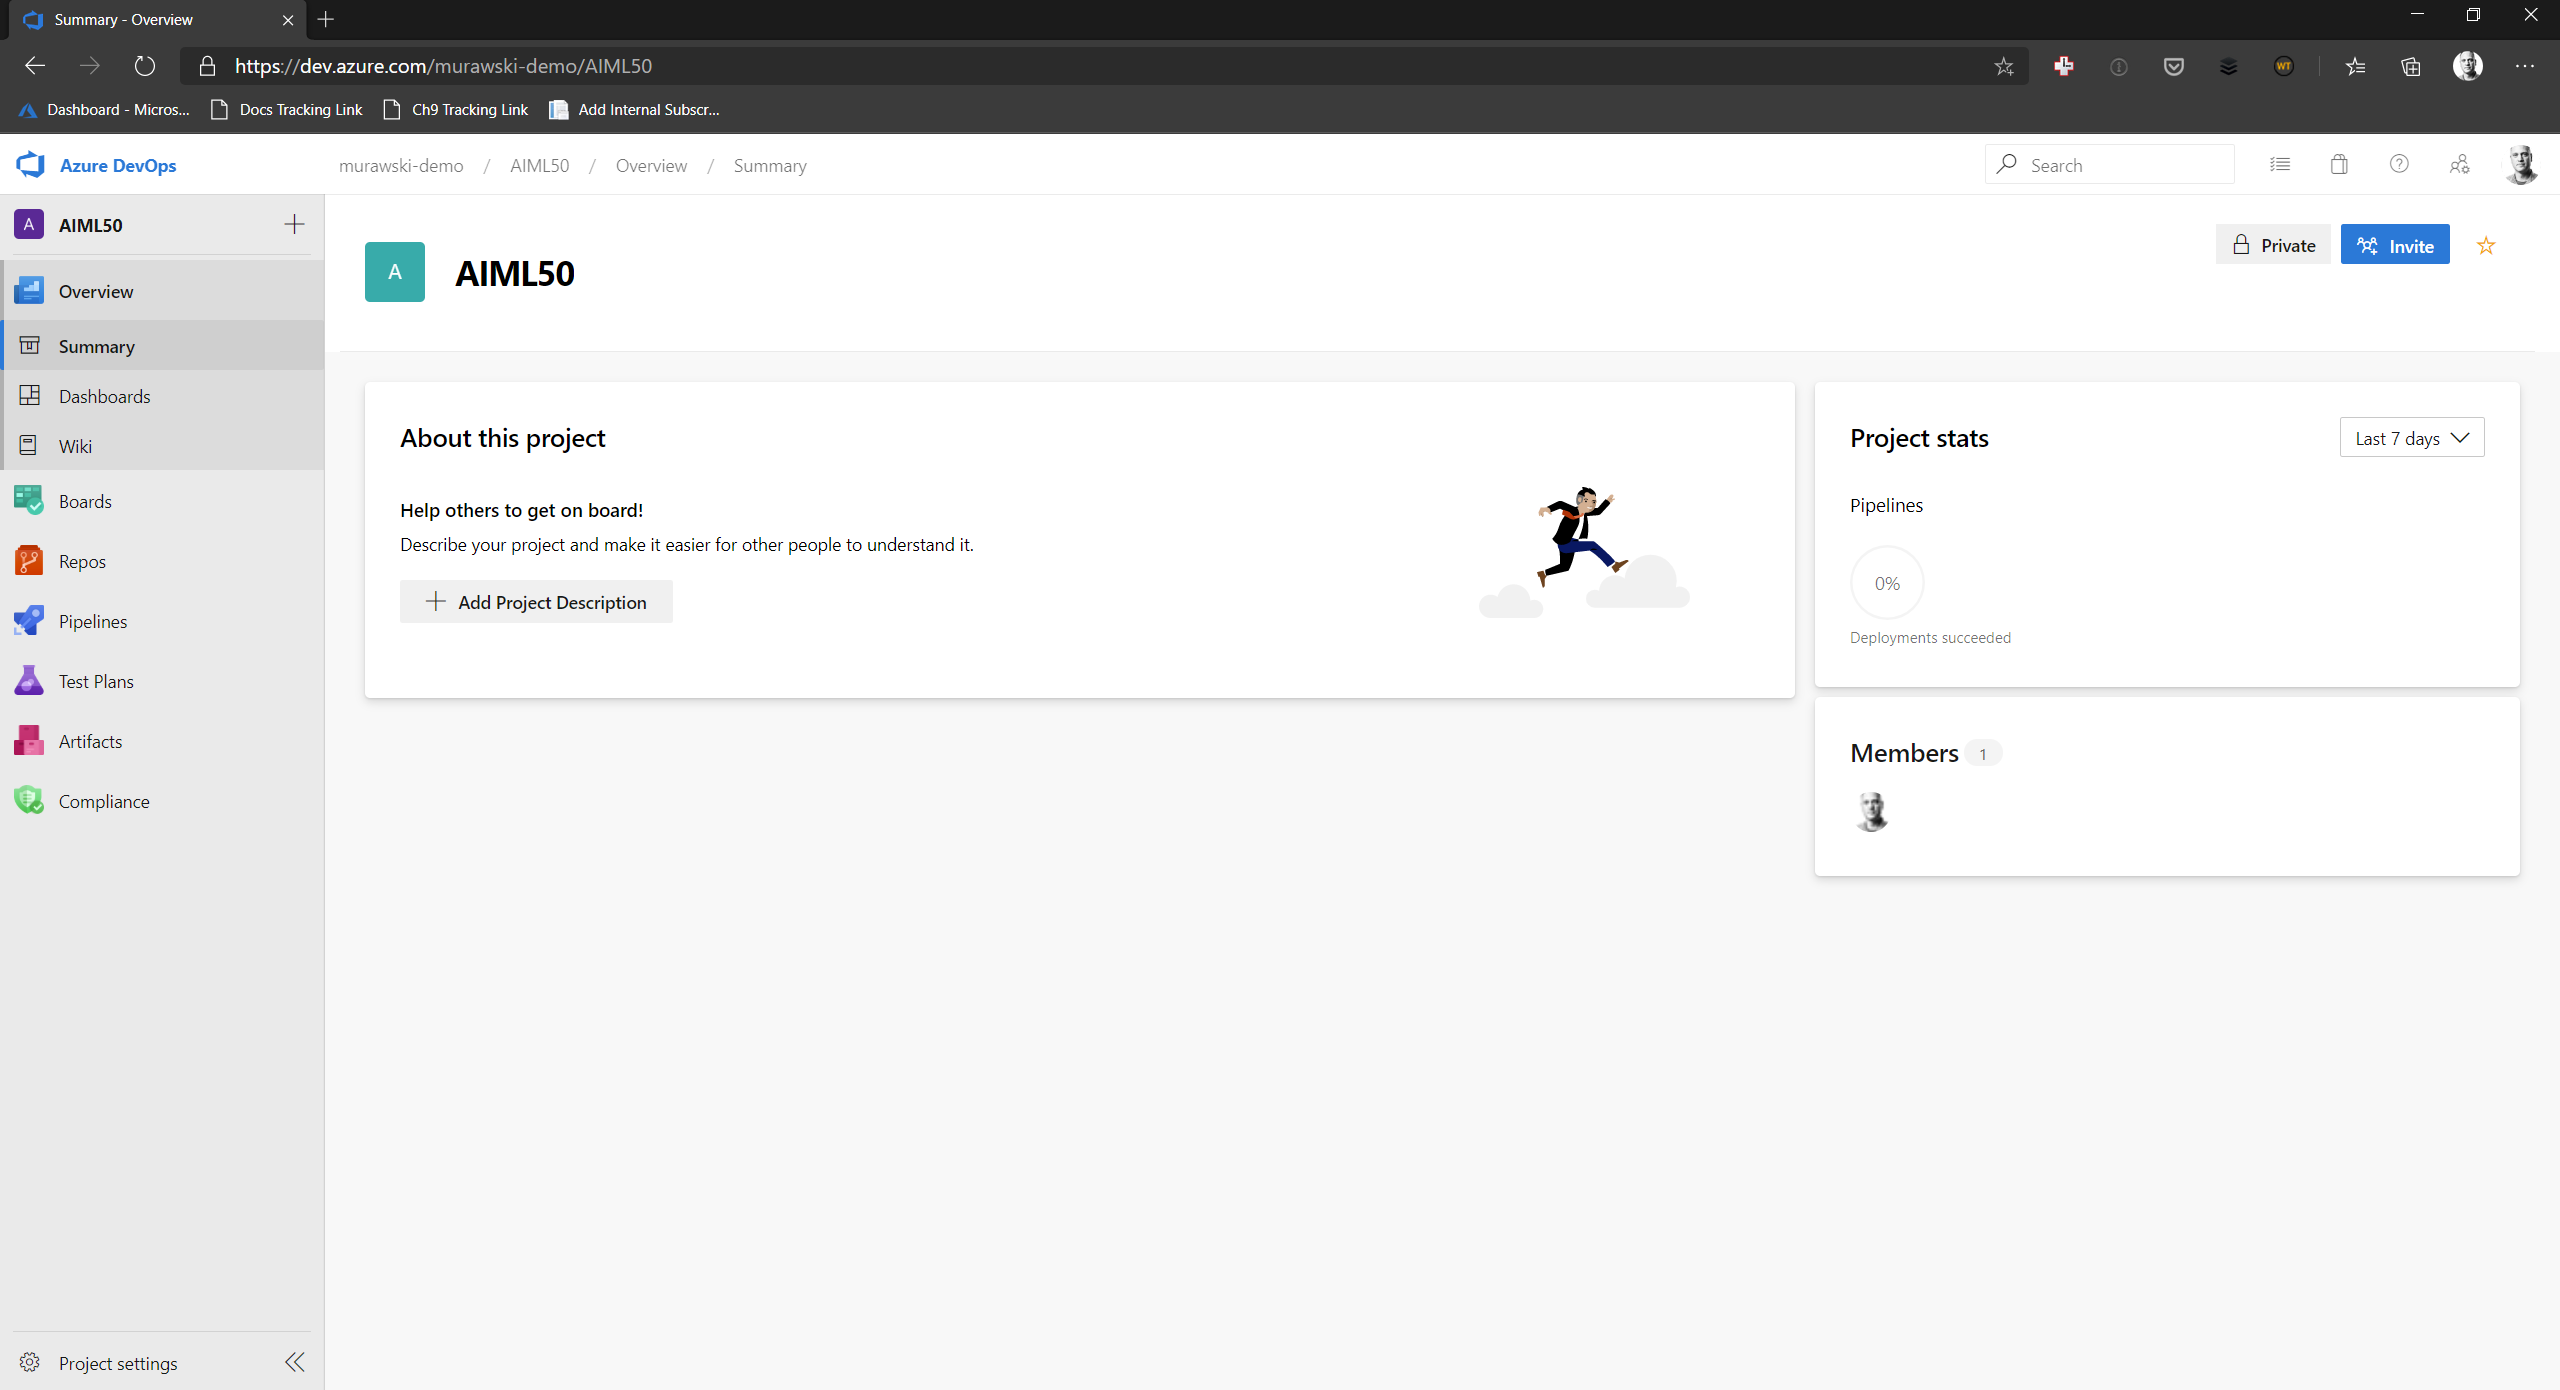 Summary - Overview
https://dev.azure.com/murawski-demo/AIML50
WT
Dashboard - Micros...
Docs Tracking Link
Ch9 Tracking Link
Add Internal Subscr...
Azure DevOps
murawski-demo / AIML50 / Overview / Summary
Search
A AIML50
Overview
Summary
Dashboards
Wiki
Boards
Repos
Pipelines
Test Plans
Artifacts
Compliance
Project settings
A AIML50
Private
Invite
About this project
Help others to get on board!
Describe your project and make it easier for other people to understand it.
Add Project Description
Project stats
Last 7 days
Pipelines
0%
Deployments succeeded
Members 1